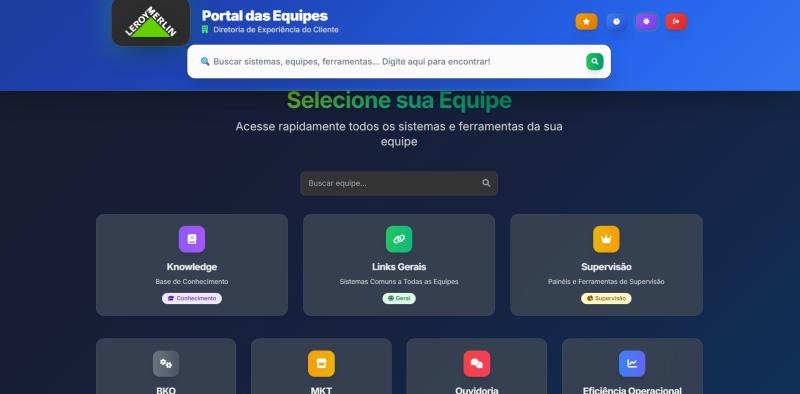 LEROY MERLIN
Portal das Equipes
Diretoria de Experiência do Cliente
Buscar sistemas, equipes, ferramentas... Digite aqui para encontrar!
Selecione sua Equipe
Acesse rapidamente todos os sistemas e ferramentas da sua
equipe
Buscar equipe...
Knowledge
Base de Conhecimento
Conhecimento
Links Gerais
Sistemas Comuns a Todas as Equipes
Geral
Supervisão
Painéis e Ferramentas de Supervisão
Supervisão
BKO
MKT
Ouvidoria
Eficiência Operacional